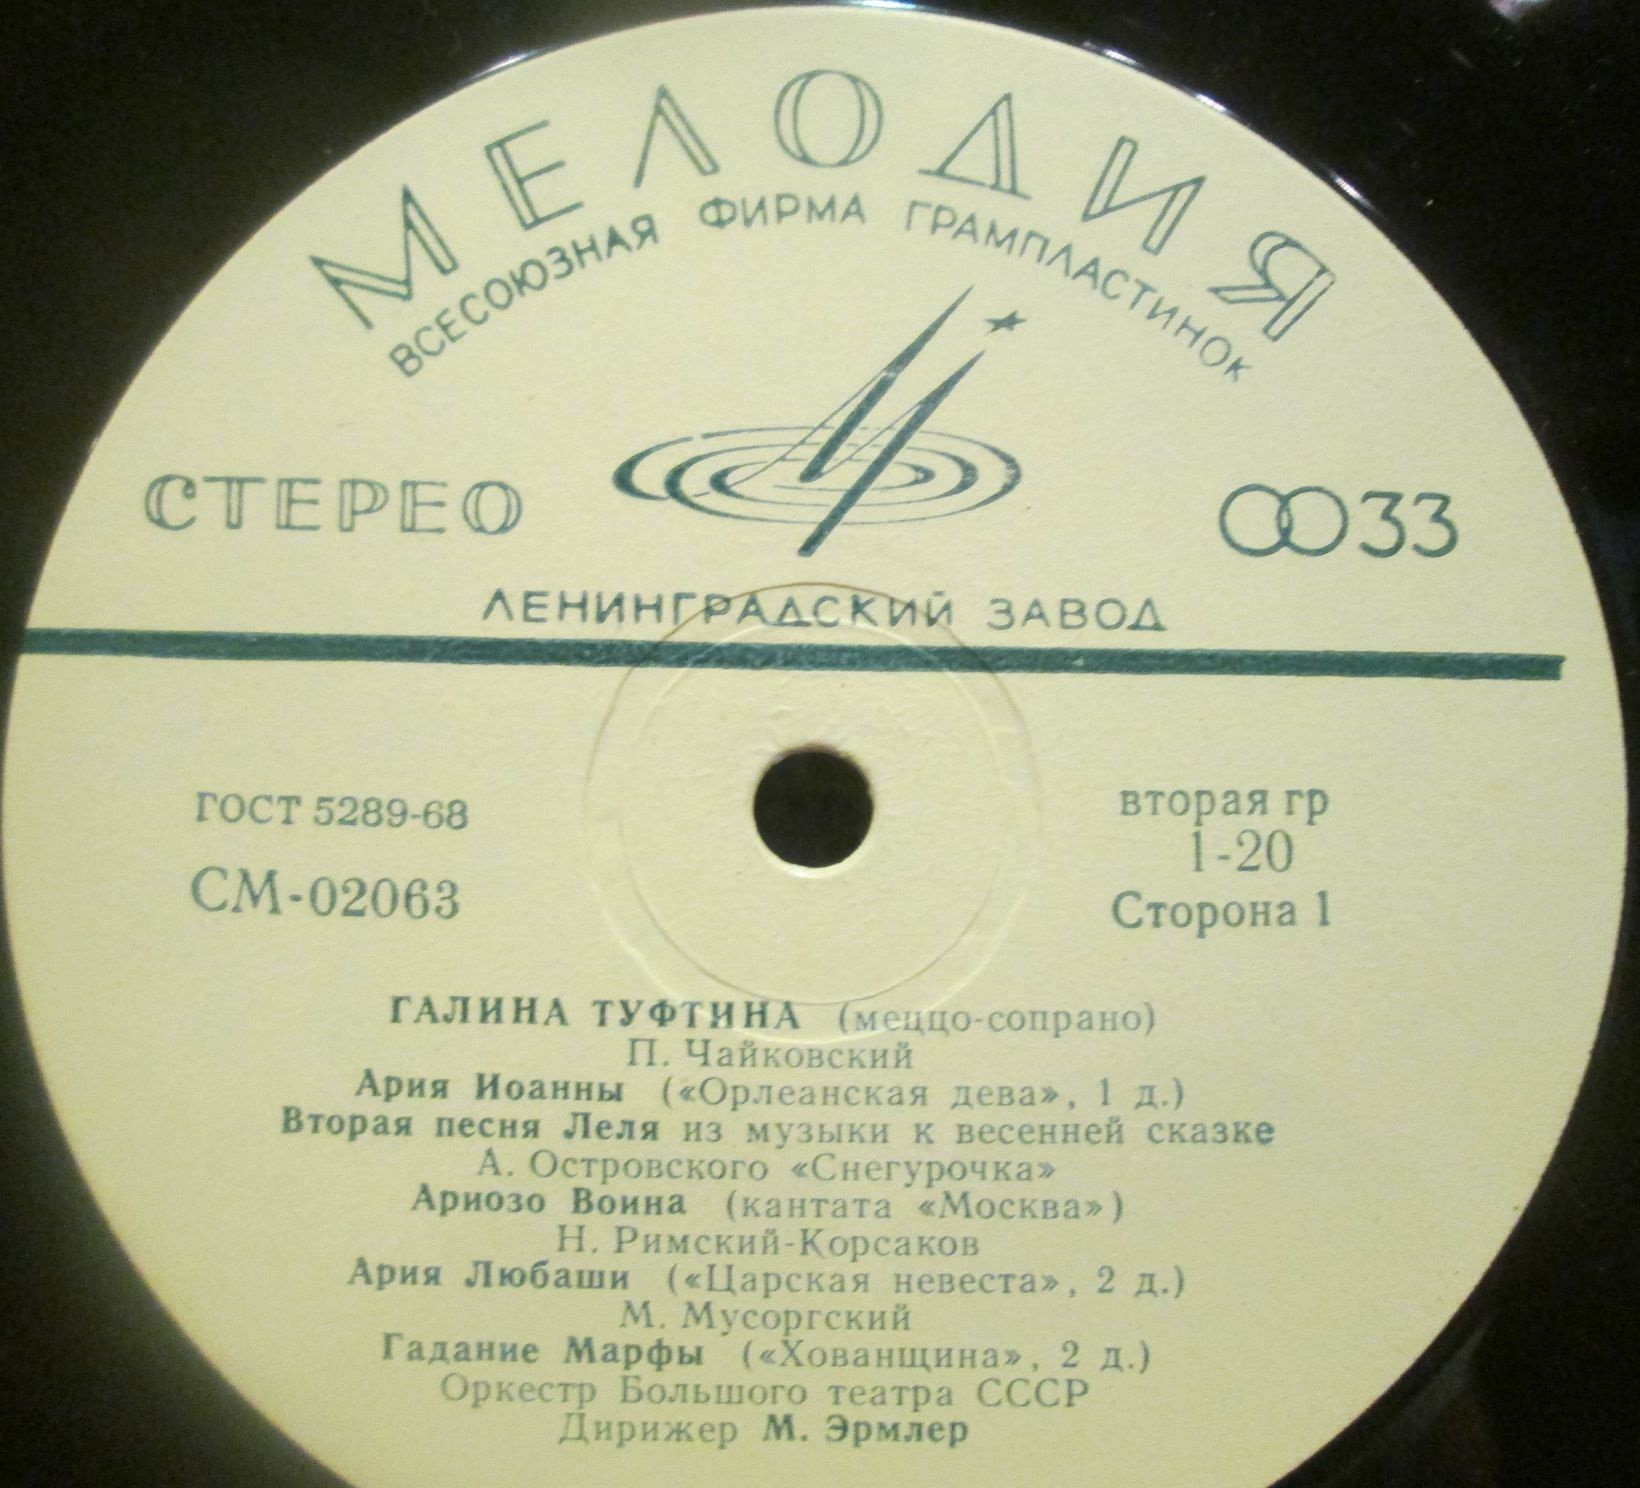 МЕЛОДИЯ
ВСЕСОЮЗНАЯ ФИРМА ГРАМПЛАСТИНОК
СТЕРЕО
33
ЛЕНИНГРАДСКИЙ ЗАВОД
ГОСТ 5289-68
СМ-02063
вторая гр
1-20
Сторона 1
ГАЛИНА ТУФТИНА (меццо-сопрано)
П. Чайковский
Ария Иоанны («Орлеанская дева», 1 д.)
Вторая песня Леля из музыки к весенней сказке
А. Островского «Снегурочка»
Ариозо Воина (кантата «Москва»)
Н. Римский-Корсаков
Ария Любаши («Царская невеста», 2 д.)
М. Мусоргский
Гадание Марфы («Хованщина», 2 д.)
Оркестр Большого театра СССР
Дирижер М. Эрмлер